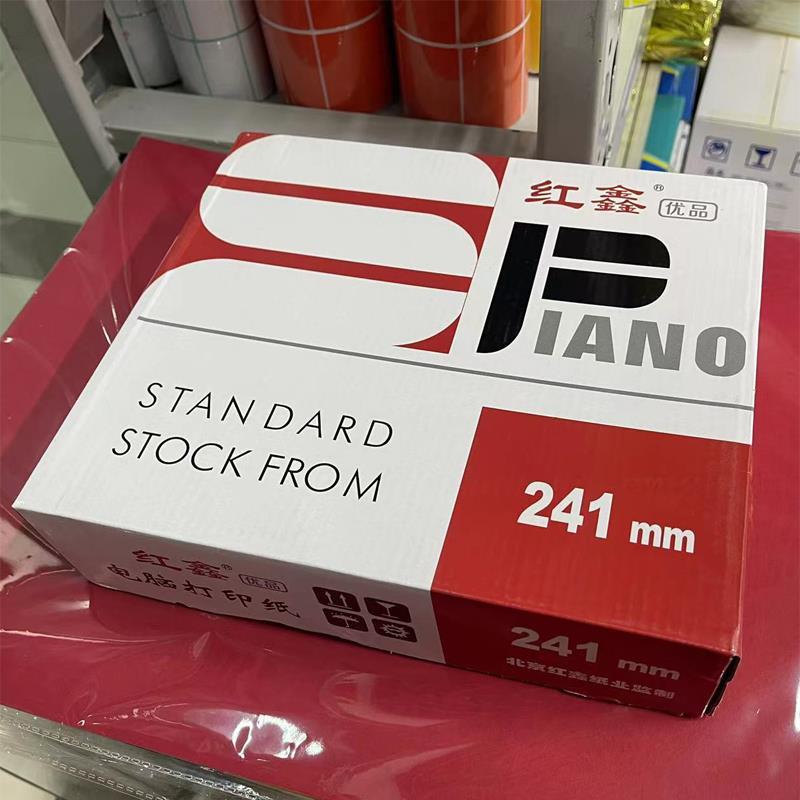 红鑫® 优品
PIANO
STANDARD
STOCK FROM
241 mm
红鑫® 优品
电脑打印纸
241 mm
北京红鑫纸业监制